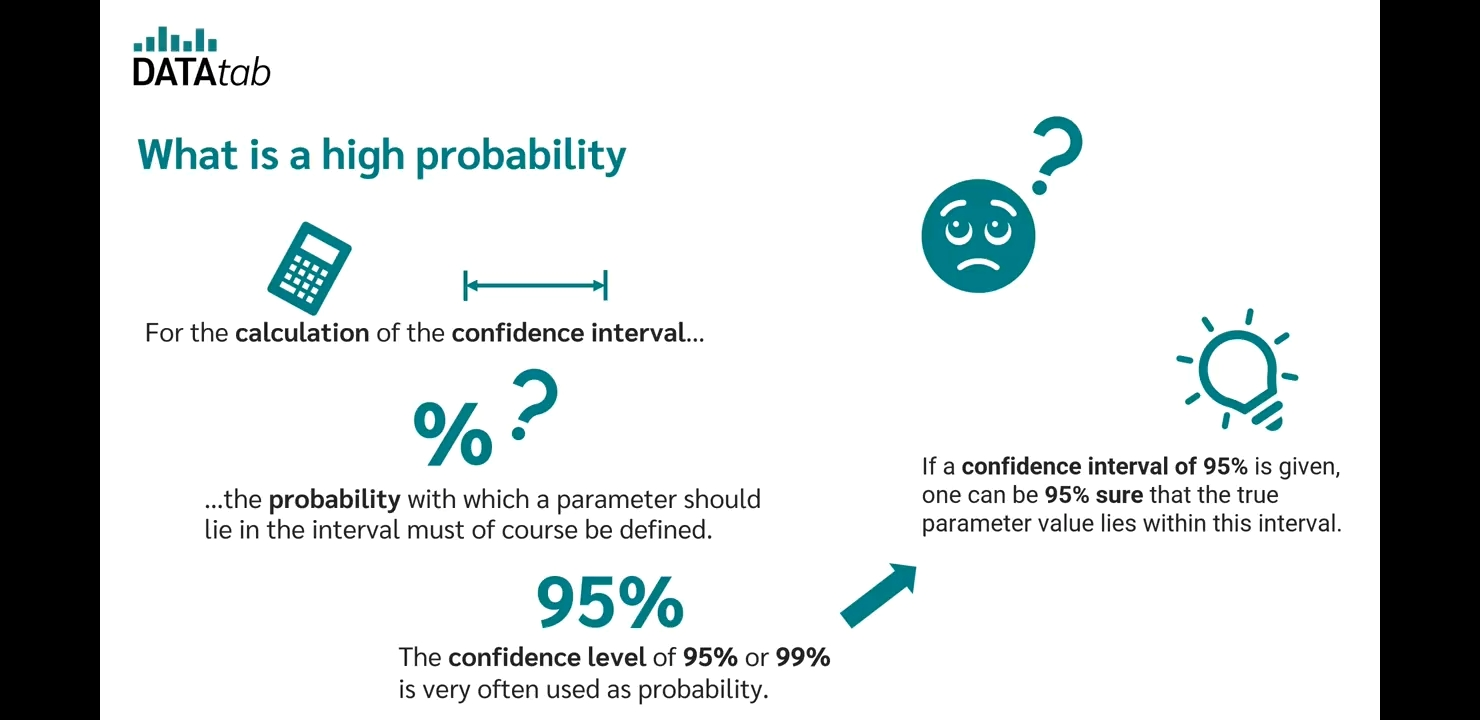 DATAtab
What is a high probability
?
For the calculation of the confidence interval...
% ?
...the probability with which a parameter should
lie in the interval must of course be defined.
95%
The confidence level of 95% or 99%
is very often used as probability.
If a confidence interval of 95% is given,
one can be 95% sure that the true
parameter value lies within this interval.